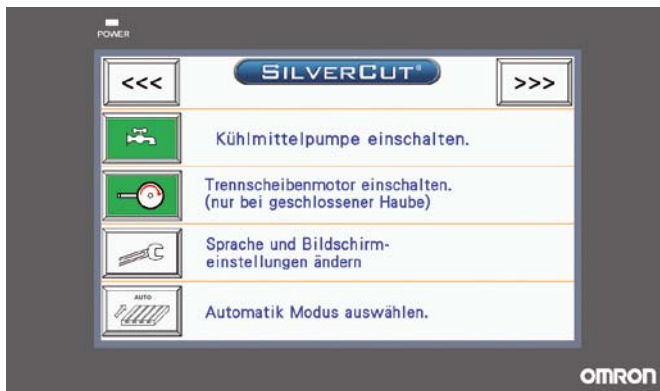 POWER
<<<
SILVERCUT®
>>>
Kühlmittelpumpe einschalten.
Trennscheibenmotor einschalten.
(nur bei geschlossener Haube)
Sprache und Bildschirm-
einstellungen ändern
AUTO
Automatik Modus auswählen.
OMRON